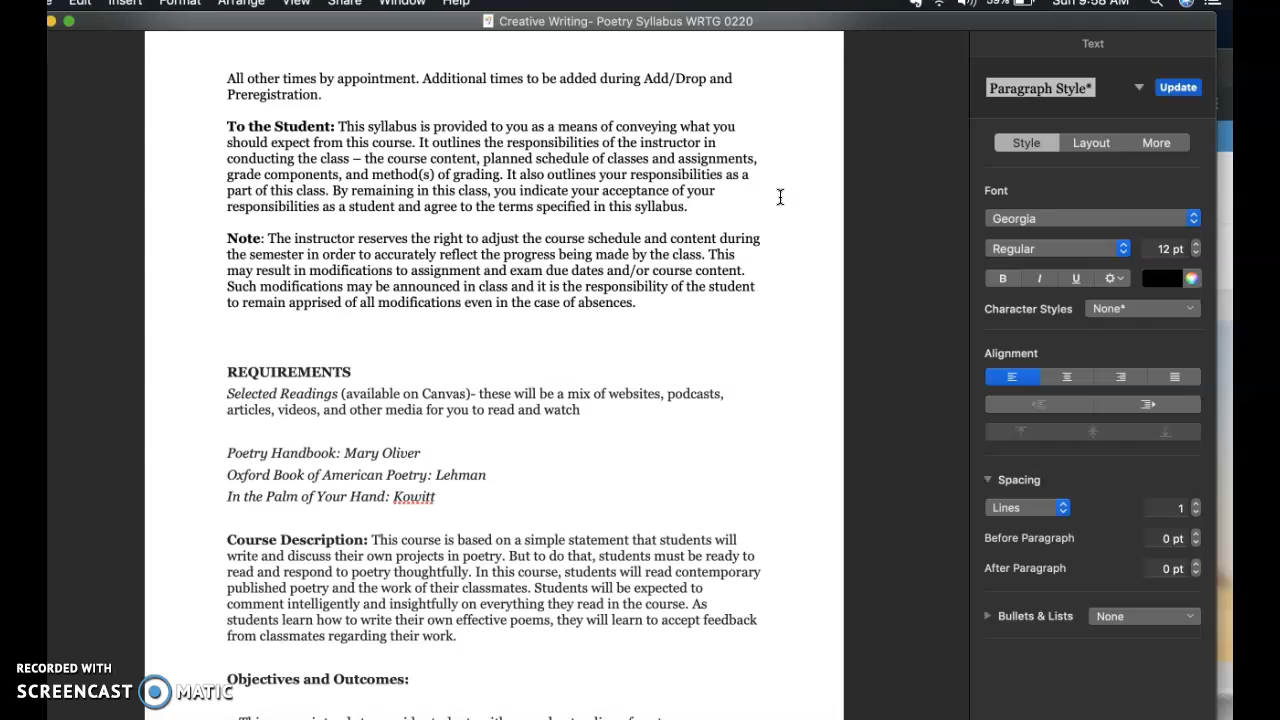 Edit Insert Format Arrange View Share Window Help 59% Sun 9:58 AM
Creative Writing- Poetry Syllabus WRTG 0220
All other times by appointment. Additional times to be added during Add/Drop and
Preregistration.
To the Student: This syllabus is provided to you as a means of conveying what you
should expect from this course. It outlines the responsibilities of the instructor in
conducting the class – the course content, planned schedule of classes and assignments,
grade components, and method(s) of grading. It also outlines your responsibilities as a
part of this class. By remaining in this class, you indicate your acceptance of your
responsibilities as a student and agree to the terms specified in this syllabus.
Note: The instructor reserves the right to adjust the course schedule and content during
the semester in order to accurately reflect the progress being made by the class. This
may result in modifications to assignment and exam due dates and/or course content.
Such modifications may be announced in class and it is the responsibility of the student
to remain apprised of all modifications even in the case of absences.
REQUIREMENTS
Selected Readings (available on Canvas)- these will be a mix of websites, podcasts,
articles, videos, and other media for you to read and watch
Poetry Handbook: Mary Oliver
Oxford Book of American Poetry: Lehman
In the Palm of Your Hand: Kowitt
Course Description: This course is based on a simple statement that students will
write and discuss their own projects in poetry. But to do that, students must be ready to
read and respond to poetry thoughtfully. In this course, students will read contemporary
published poetry and the work of their classmates. Students will be expected to
comment intelligently and insightfully on everything they read in the course. As
students learn how to write their own effective poems, they will learn to accept feedback
from classmates regarding their work.
Objectives and Outcomes:
Text
Paragraph Style*
Update
Style Layout More
Font
Georgia
Regular 12 pt
B I U
Character Styles None*
Alignment
Spacing
Lines 1
Before Paragraph 0 pt
After Paragraph 0 pt
Bullets & Lists None
RECORDED WITH
SCREENCAST MATIC